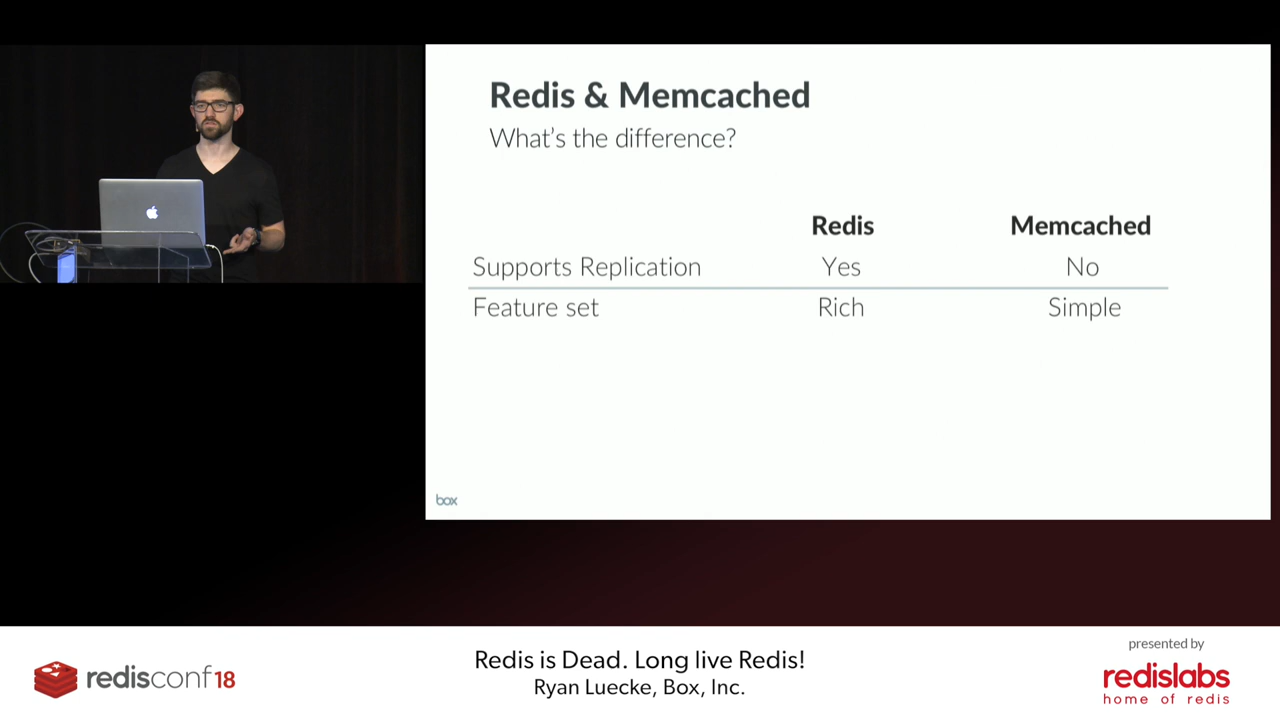 Redis & Memcached
What's the difference?
Redis Memcached
Supports Replication Yes No
Feature set Rich Simple
box
redisconf18
Redis is Dead. Long live Redis!
Ryan Luecke, Box, Inc.
presented by
redislabs
home of redis